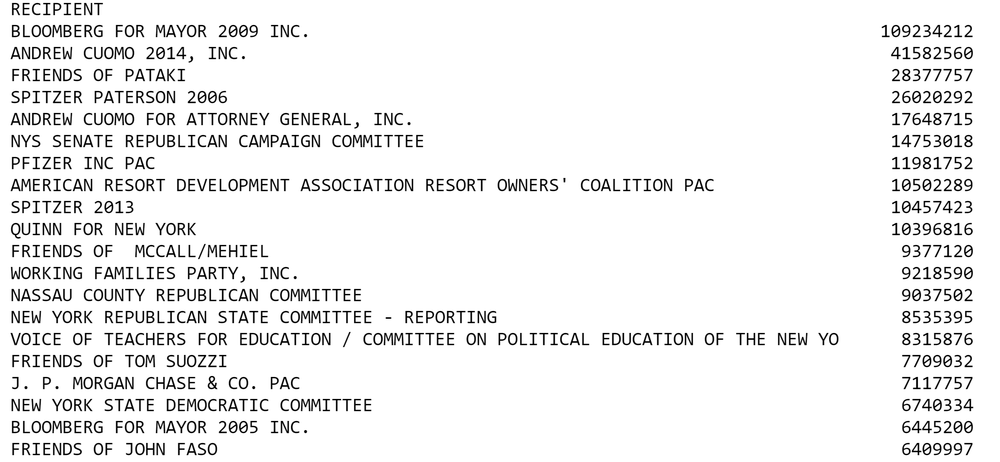 RECIPIENT
BLOOMBERG FOR MAYOR 2009 INC. 109234212
ANDREW CUOMO 2014, INC. 41582560
FRIENDS OF PATAKI 28377757
SPITZER PATERSON 2006 26020292
ANDREW CUOMO FOR ATTORNEY GENERAL, INC. 17648715
NYS SENATE REPUBLICAN CAMPAIGN COMMITTEE 14753018
PFIZER INC PAC 11981752
AMERICAN RESORT DEVELOPMENT ASSOCIATION RESORT OWNERS' COALITION PAC 10502289
SPITZER 2013 10457423
QUINN FOR NEW YORK 10396816
FRIENDS OF  MCCALL/MEHIEL 9377120
WORKING FAMILIES PARTY, INC. 9218590
NASSAU COUNTY REPUBLICAN COMMITTEE 9037502
NEW YORK REPUBLICAN STATE COMMITTEE - REPORTING 8535395
VOICE OF TEACHERS FOR EDUCATION / COMMITTEE ON POLITICAL EDUCATION OF THE NEW YO 8315876
FRIENDS OF TOM SUOZZI 7709032
J. P. MORGAN CHASE & CO. PAC 7117757
NEW YORK STATE DEMOCRATIC COMMITTEE 6740334
BLOOMBERG FOR MAYOR 2005 INC. 6445200
FRIENDS OF JOHN FASO 6409997